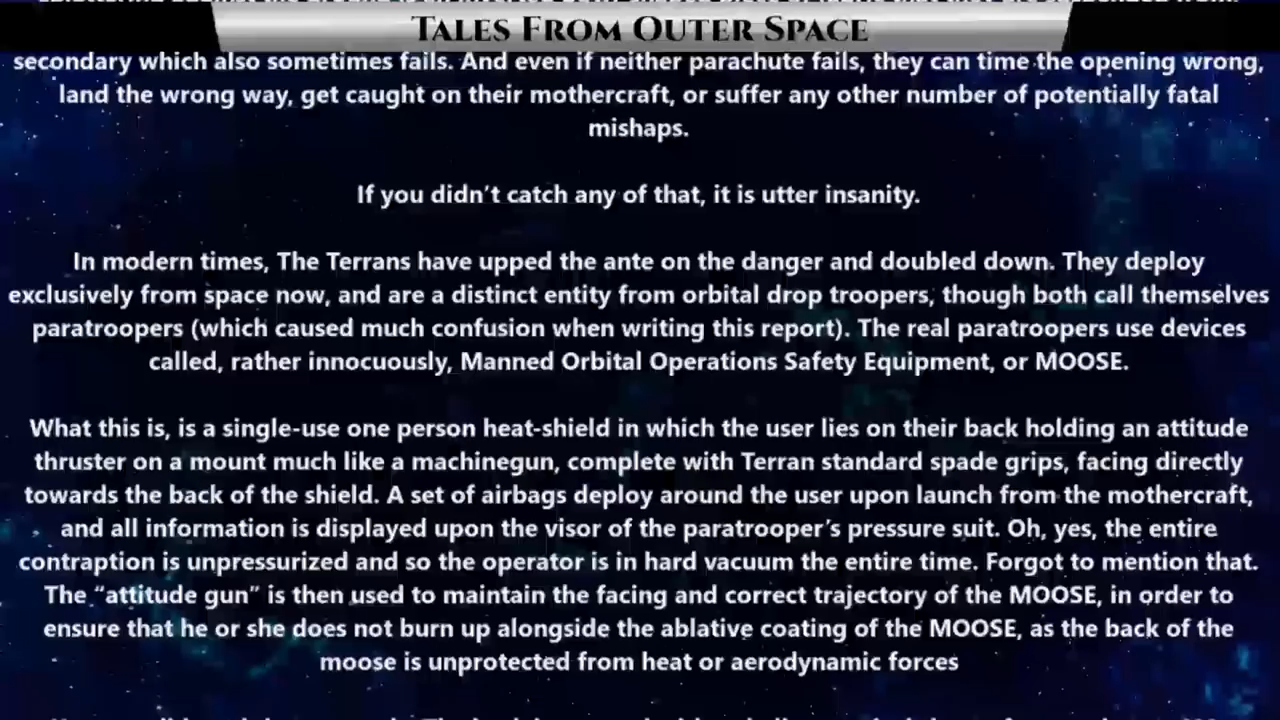 TALES FROM OUTER SPACE
secondary which also sometimes fails. And even if neither parachute fails, they can time the opening wrong,
land the wrong way, get caught on their mothercraft, or suffer any other number of potentially fatal
mishaps.
If you didn't catch any of that, it is utter insanity.
In modern times, The Terrans have upped the ante on the danger and doubled down. They deploy
exclusively from space now, and are a distinct entity from orbital drop troopers, though both call themselves
paratroopers (which caused much confusion when writing this report). The real paratroopers use devices
called, rather innocuously, Manned Orbital Operations Safety Equipment, or MOOSE.
What this is, is a single-use one person heat-shield in which the user lies on their back holding an attitude
thruster on a mount much like a machinegun, complete with Terran standard spade grips, facing directly
towards the back of the shield. A set of airbags deploy around the user upon launch from the mothercraft,
and all information is displayed upon the visor of the paratrooper's pressure suit. Oh, yes, the entire
contraption is unpressurized and so the operator is in hard vacuum the entire time. Forgot to mention that.
The "attitude gun" is then used to maintain the facing and correct trajectory of the MOOSE, in order to
ensure that he or she does not burn up alongside the ablative coating of the MOOSE, as the back of the
moose is unprotected from heat or aerodynamic forces